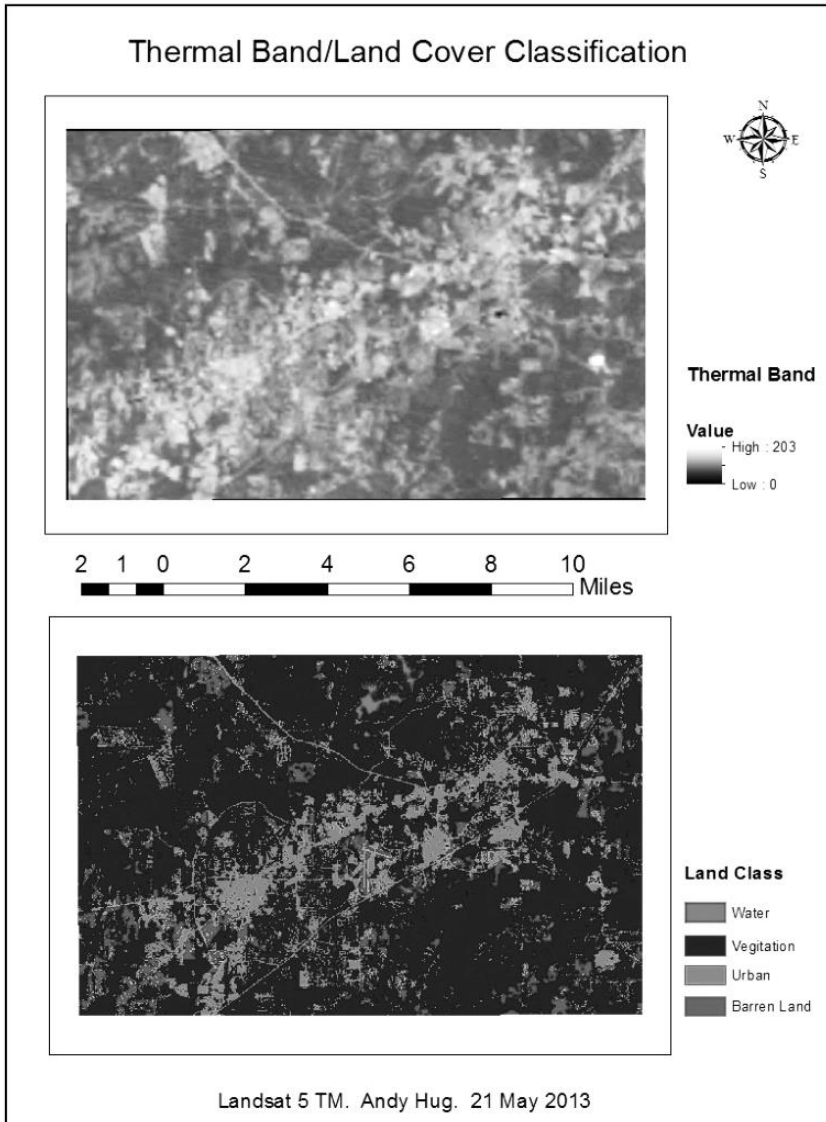 Thermal Band/Land Cover Classification
N
W E
S
Thermal Band
Value
High : 203
Low : 0
2 1 0 2 4 6 8 10
Miles
Land Class
Water
Vegitation
Urban
Barren Land
Landsat 5 TM. Andy Hug. 21 May 2013